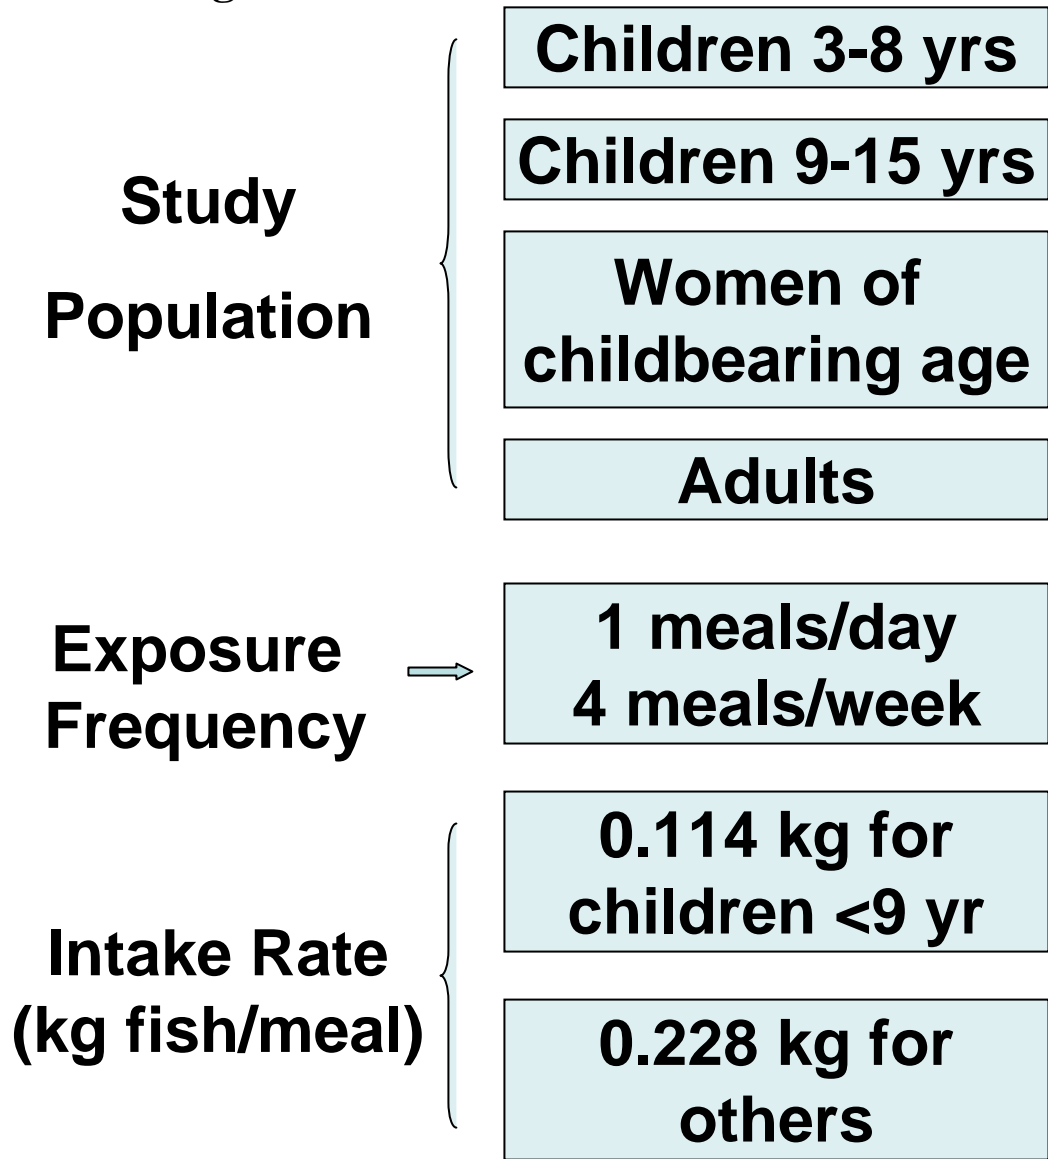 Study
Population
Children 3-8 yrs
Children 9-15 yrs
Women of
childbearing age
Adults
Exposure
Frequency
1 meals/day
4 meals/week
Intake Rate
(kg fish/meal)
0.114 kg for
children <9 yr
0.228 kg for
others